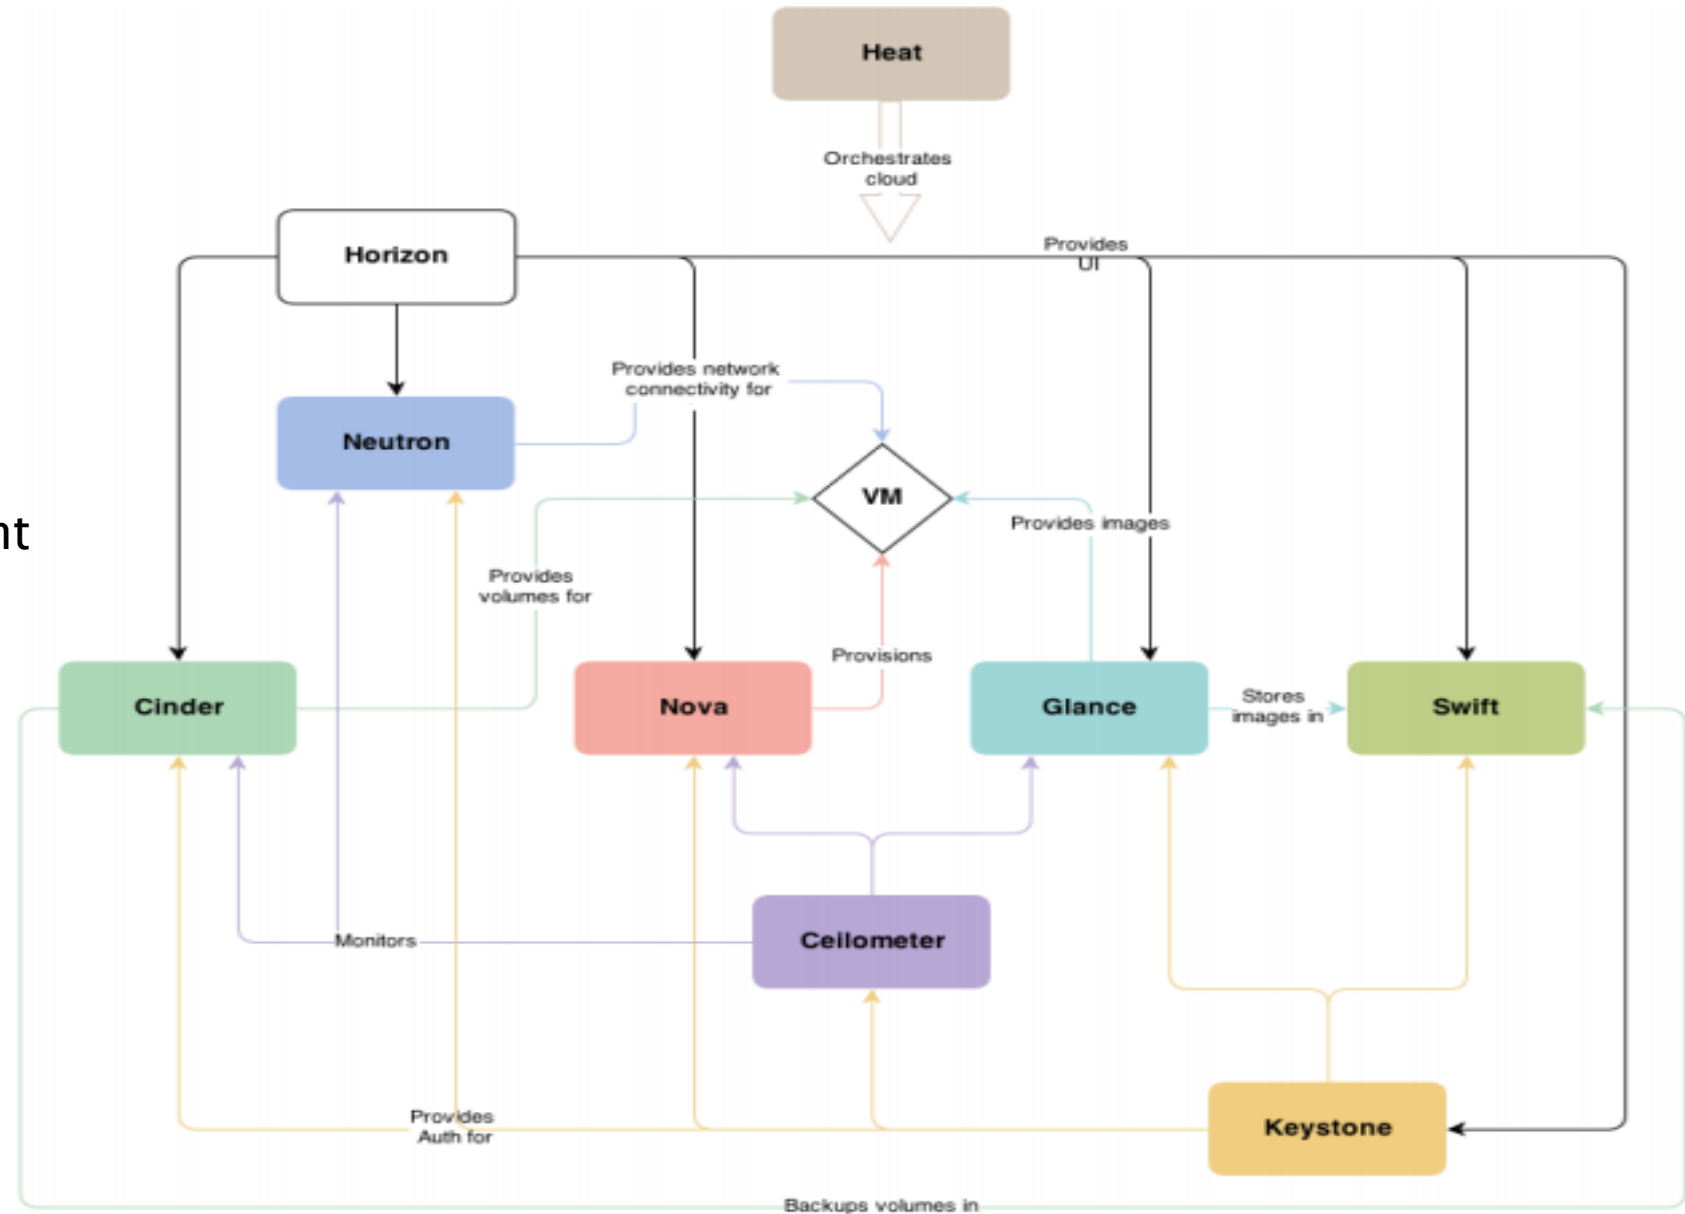 Heat
Orchestrates
cloud
Horizon
Provides
UI
Provides network
connectivity for
Neutron
VM
Provides images
nt
Provides
volumes for
Provisions
Cinder
Nova
Glance
Stores
images in
Swift
Ceilometer
Monitors
Provides
Auth for
Keystone
Backups volumes in